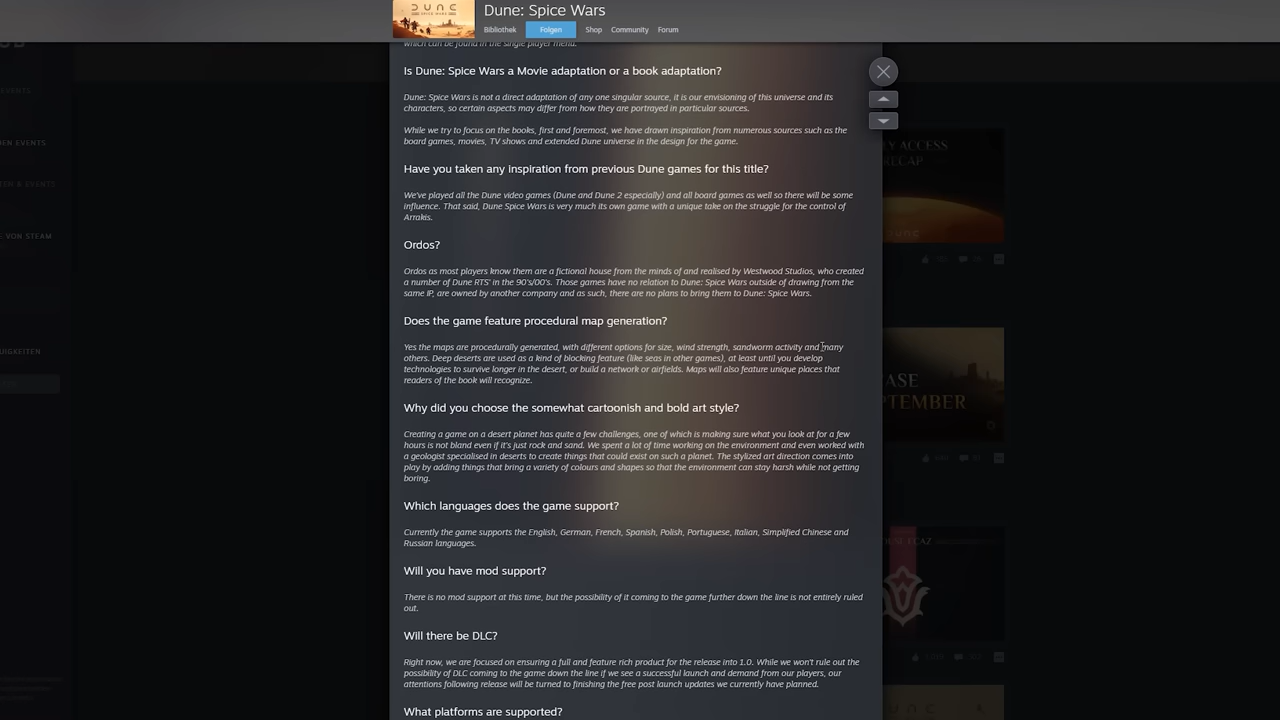 DUNE
SPICE WARS
Dune: Spice Wars
Bibliothek
Folgen
Shop
Community
Forum
which can be found in the single player menu.
Is Dune: Spice Wars a Movie adaptation or a book adaptation?
Dune: Spice Wars is not a direct adaptation of any one singular source, it is our envisioning of this universe and its
characters, so certain aspects may differ from how they are portrayed in particular sources.
While we try to focus on the books, first and foremost, we have drawn inspiration from numerous sources such as the
board games, movies, TV shows and extended Dune universe in the design for the game.
Have you taken any inspiration from previous Dune games for this title?
We've played all the Dune video games (Dune and Dune 2 especially) and all board games as well so there will be some
influence. That said, Dune Spice Wars is very much its own game with a unique take on the struggle for the control of
Arrakis.
Ordos?
Ordos as most players know them are a fictional house from the minds of and realised by Westwood Studios, who created
a number of Dune RTS' in the 90's/00's. Those games have no relation to Dune: Spice Wars outside of drawing from the
same IP, are owned by another company and as such, there are no plans to bring them to Dune: Spice Wars.
Does the game feature procedural map generation?
Yes the maps are procedurally generated, with different options for size, wind strength, sandworm activity and many
others. Deep deserts are used as a kind of blocking feature (like seas in other games), at least until you develop
technologies to survive longer in the desert, or build a network or airfields. Maps will also feature unique places that
readers of the book will recognize.
Why did you choose the somewhat cartoonish and bold art style?
Creating a game on a desert planet has quite a few challenges, one of which is making sure what you look at for a few
hours is not bland even if it's just rock and sand. We spent a lot of time working on the environment and even worked with
a geologist specialised in deserts to create things that could exist on such a planet. The stylized art direction comes into
play by adding things that bring a variety of colours and shapes so that the environment can stay harsh while not getting
boring.
Which languages does the game support?
Currently the game supports the English, German, French, Spanish, Polish, Portuguese, Italian, Simplified Chinese and
Russian languages.
Will you have mod support?
There is no mod support at this time, but the possibility of it coming to the game further down the line is not entirely ruled
out.
Will there be DLC?
Right now, we are focused on ensuring a full and feature rich product for the release into 1.0. While we won't rule out the
possibility of DLC coming to the game down the line if we see a successful launch and demand from our players, our
attentions following release will be turned to finishing the free post launch updates we currently have planned.
What platforms are supported?
EVENTS
EN EVENTS
EN & EVENTS
E VON STEAM
UIGKEITEN
Y ACCESS
RECAP
DUNE
ASE
PTEMBER